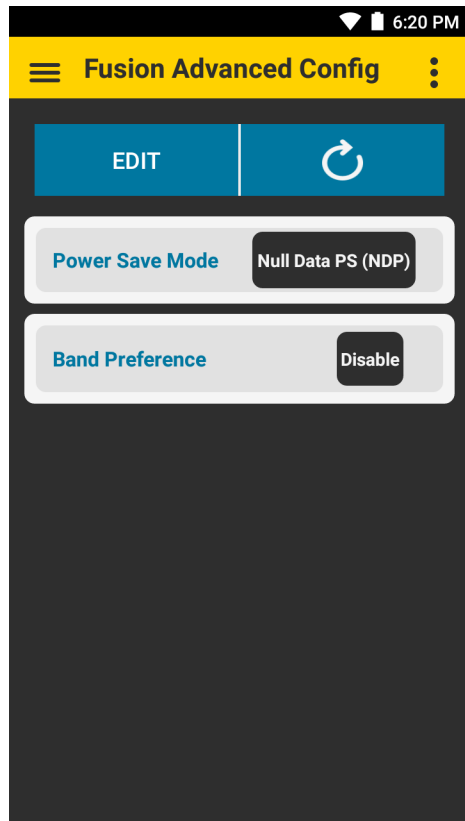 6:20 PM
Fusion Advanced Config
EDIT
Power Save Mode Null Data PS (NDP)
Band Preference Disable